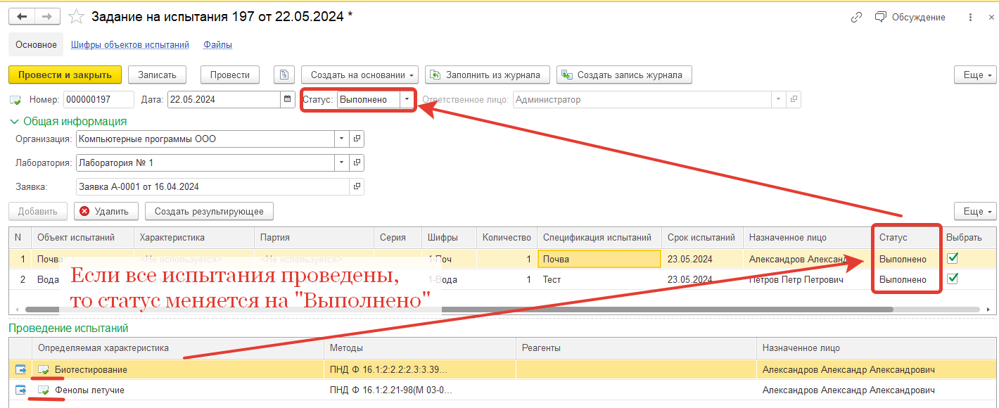 Задание на испытания 197 от 22.05.2024 *
Обсуждение
Основное Шифры объектов испытаний Файлы
Провести и закрыть Записать Провести Создать на основании Заполнить из журнала Создать запись журнала Еще
Номер: 000000197 Дата: 22.05.2024 Статус: Выполнено Ответственное лицо: Администратор
Общая информация
Организация: Компьютерные программы ООО
Лаборатория: Лаборатория № 1
Заявка: Заявка А-0001 от 16.04.2024
Добавить Удалить Создать результирующее Еще
N Объект испытаний Характеристика Партия Серия Шифры Количество Спецификация испытаний Срок испытаний Назначенное лицо Статус Выбрать
1 Почва <Не используется> <Не используется> 1-Поч 1 Почва 23.05.2024 Александров Александ Выполнено
2 Вода 1-Вода 1 Тест 23.05.2024 Петров Петр Петрович Выполнено
Если все испытания проведены,
то статус меняется на "Выполнено"
Проведение испытаний
Определяемая характеристика Методы Реагенты Назначенное лицо
Биотестирование ПНД Ф 16.1:2:2.2:2.3:3.39... Александров Александр Александрович
Фенолы летучие ПНД Ф 16.1:2.21-98(М 03-0... Александров Александр Александрович